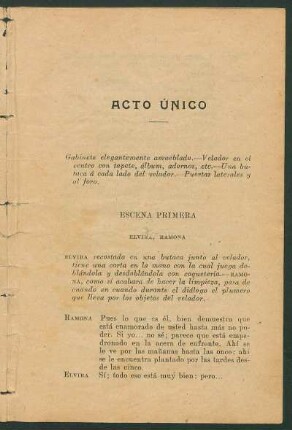 ACTO ÚNICO
Gabinete elegantemente amueblado.—Velador en el
centro con tapete, álbum, adornos, etc.—Una bu-
taca á cada lado del velador.—Puertas laterales y
al foro.
ESCENA PRIMERA
ELVIRA, RAMONA
ELVIRA recostada en una butaca junto al velador,
tiene una carta en la mano con la cual juega do-
blándola y desdoblándola con coquetería.—RAMO-
NA, como si acabara de hacer la limpieza, pasa de
cuando en cuando durante el diálogo el plumero
que lleva por los objetos del velador.
RAMONA Pues lo que es él, bien demuestra que
está enamorado de usted hasta más no po-
der. Si yo... no sé; parece que está empe-
dronado en la acera de enfrente. Ahí se
le ve por las mañanas hasta las once; ahí
se le encuentra plantado por las tardes des-
de las cinco.
ELVIRA Sí; todo eso está muy bien; pero...